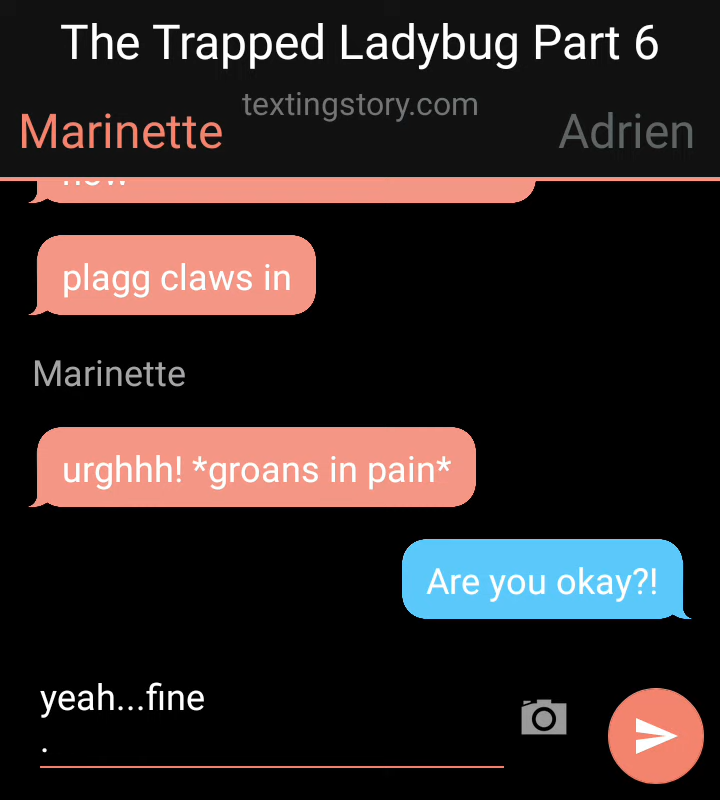 The Trapped Ladybug Part 6
textingstory.com
Marinette
Adrien
plagg claws in
Marinette
urghhh! *groans in pain*
Are you okay?!
yeah...fine
.